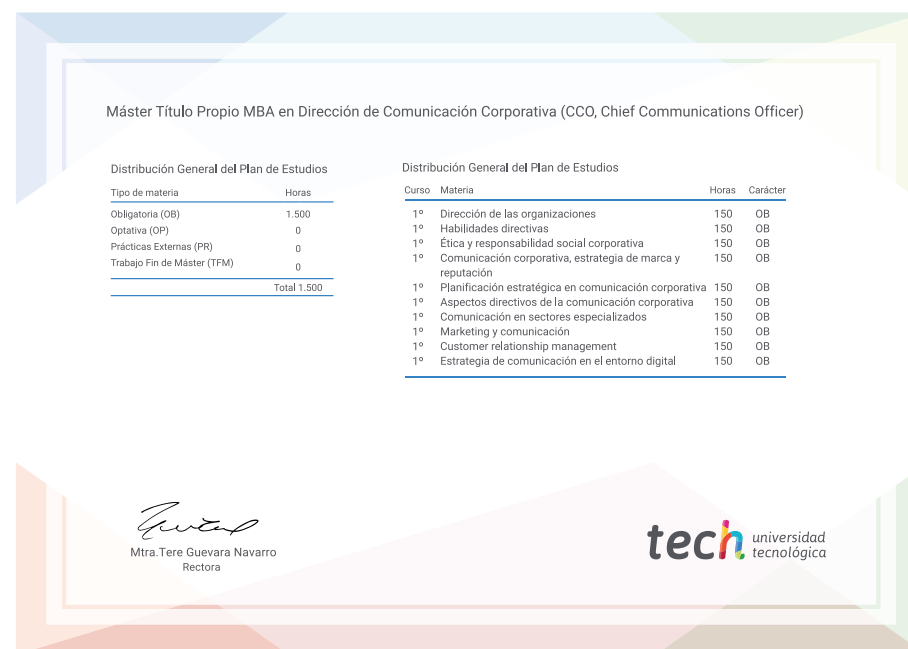 Máster Título Propio MBA en Dirección de Comunicación Corporativa (CCO, Chief Communications Officer)
Distribución General del Plan de Estudios
Tipo de materia Horas
Obligatoria (OB) 1.500
Optativa (OP) 0
Prácticas Externas (PR) 0
Trabajo Fin de Máster (TFM) 0
Total 1.500
Distribución General del Plan de Estudios
Curso Materia Horas Carácter
1º Dirección de las organizaciones 150 OB
1º Habilidades directivas 150 OB
1º Ética y responsabilidad social corporativa 150 OB
1º Comunicación corporativa, estrategia de marca y 150 OB
reputación
1º Planificación estratégica en comunicación corporativa 150 OB
1º Aspectos directivos de la comunicación corporativa 150 OB
1º Comunicación en sectores especializados 150 OB
1º Marketing y comunicación 150 OB
1º Customer relationship management 150 OB
1º Estrategia de comunicación en el entorno digital 150 OB
Mtra.Tere Guevara Navarro
Rectora
tech universidad
tecnológica